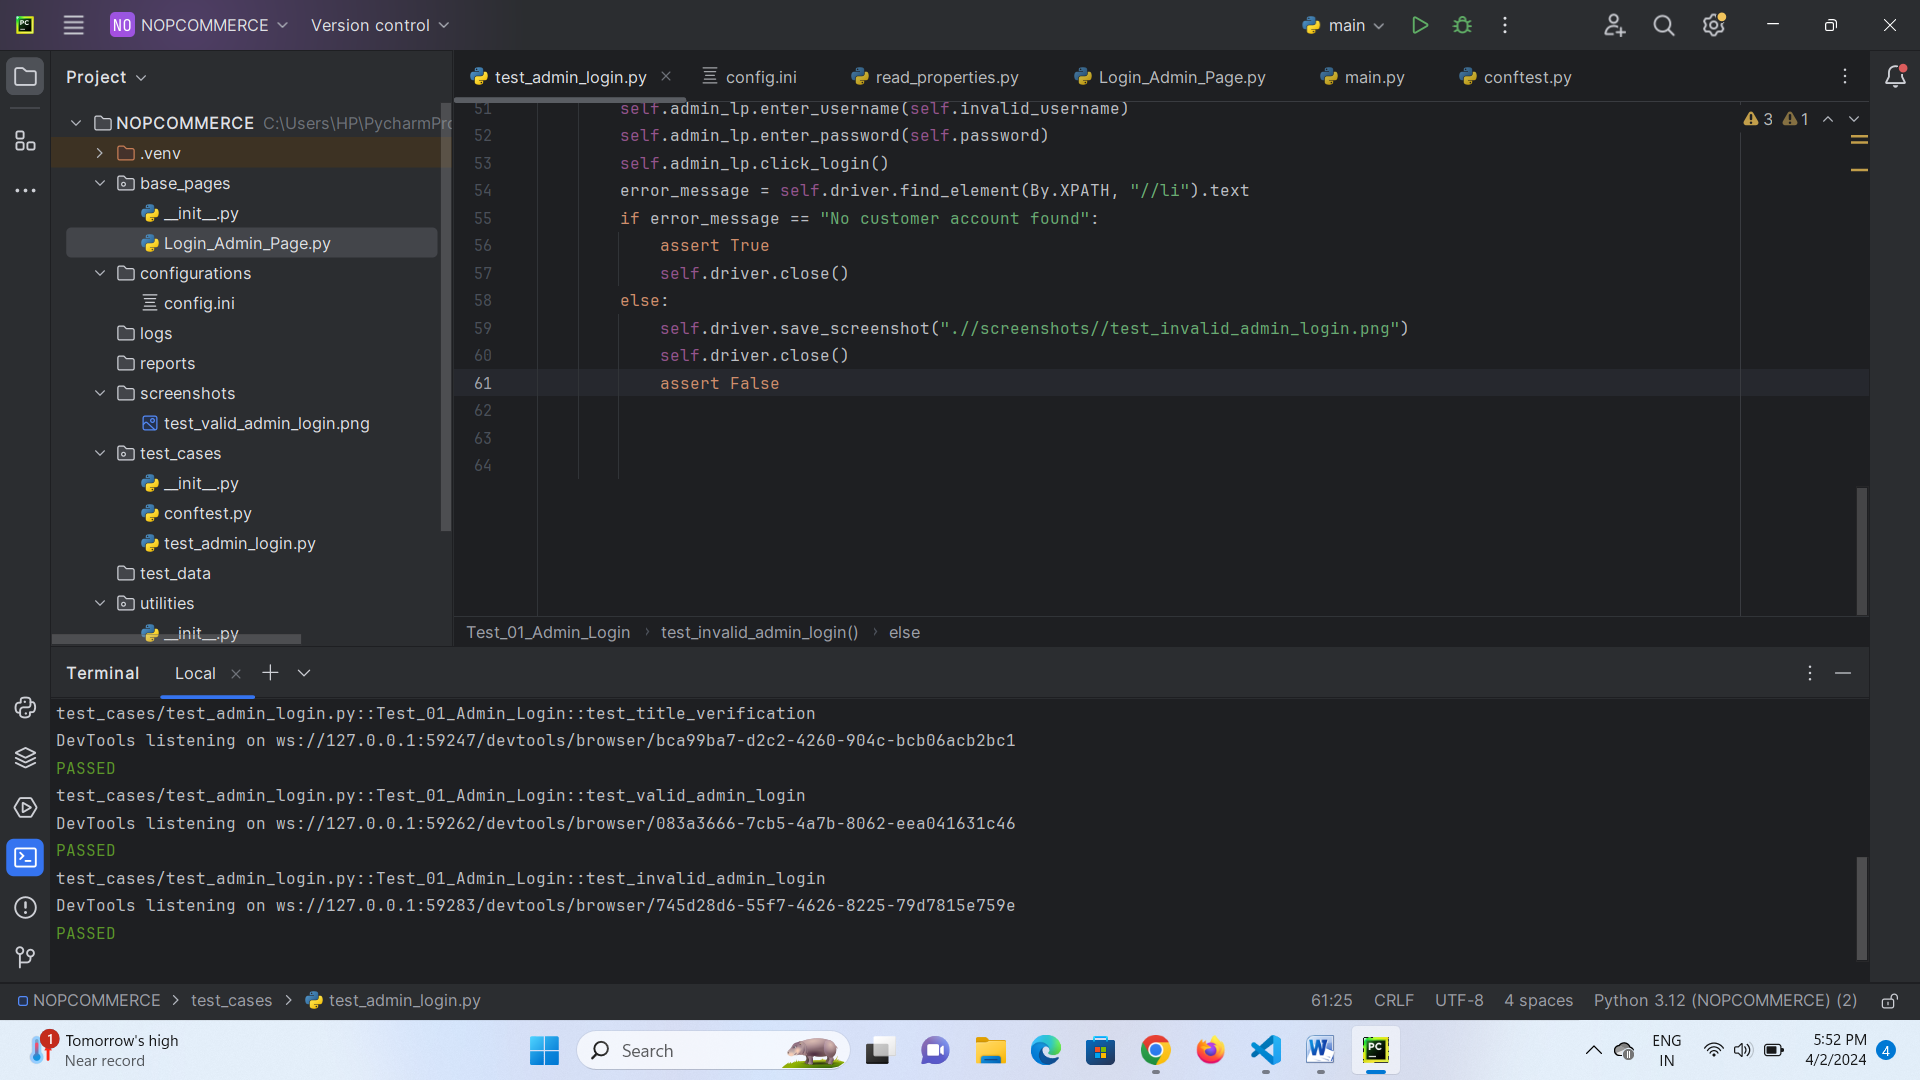 NO NOPCOMMERCE Version control main
Project
test_admin_login.py config.ini read_properties.py Login_Admin_Page.py main.py conftest.py
NOPCOMMERCE C:\Users\HP\PycharmPro
.venv
base_pages
__init__.py
Login_Admin_Page.py
configurations
config.ini
logs
reports
screenshots
test_valid_admin_login.png
test_cases
__init__.py
conftest.py
test_admin_login.py
test_data
utilities
__init__.py
3 1
51 self.admin_lp.enter_username(self.invalid_username)
52 self.admin_lp.enter_password(self.password)
53 self.admin_lp.click_login()
54 error_message = self.driver.find_element(By.XPATH, "//li").text
55 if error_message == "No customer account found":
56 assert True
57 self.driver.close()
58 else:
59 self.driver.save_screenshot(".//screenshots//test_invalid_admin_login.png")
60 self.driver.close()
61 assert False
62
63
64
Test_01_Admin_Login › test_invalid_admin_login() › else
Terminal Local
test_cases/test_admin_login.py::Test_01_Admin_Login::test_title_verification
DevTools listening on ws://127.0.0.1:59247/devtools/browser/bca99ba7-d2c2-4260-904c-bcb06acb2bc1
PASSED
test_cases/test_admin_login.py::Test_01_Admin_Login::test_valid_admin_login
DevTools listening on ws://127.0.0.1:59262/devtools/browser/083a3666-7cb5-4a7b-8062-eea041631c46
PASSED
test_cases/test_admin_login.py::Test_01_Admin_Login::test_invalid_admin_login
DevTools listening on ws://127.0.0.1:59283/devtools/browser/745d28d6-55f7-4626-8225-79d7815e759e
PASSED
NOPCOMMERCE > test_cases > test_admin_login.py 61:25 CRLF UTF-8 4 spaces Python 3.12 (NOPCOMMERCE) (2)
1 Tomorrow's high
Near record
Search
ENG
IN
5:52 PM
4/2/2024
4